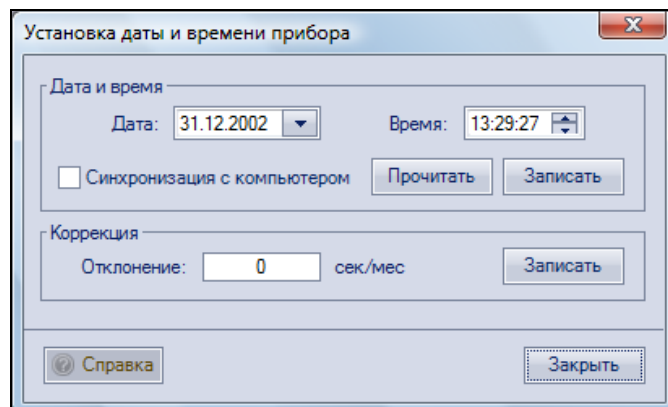 Установка даты и времени прибора
Дата и время
Дата: 31.12.2002 Время: 13:29:27
Синхронизация с компьютером Прочитать Записать
Коррекция
Отклонение: 0 сек/мес Записать
Справка Закрыть